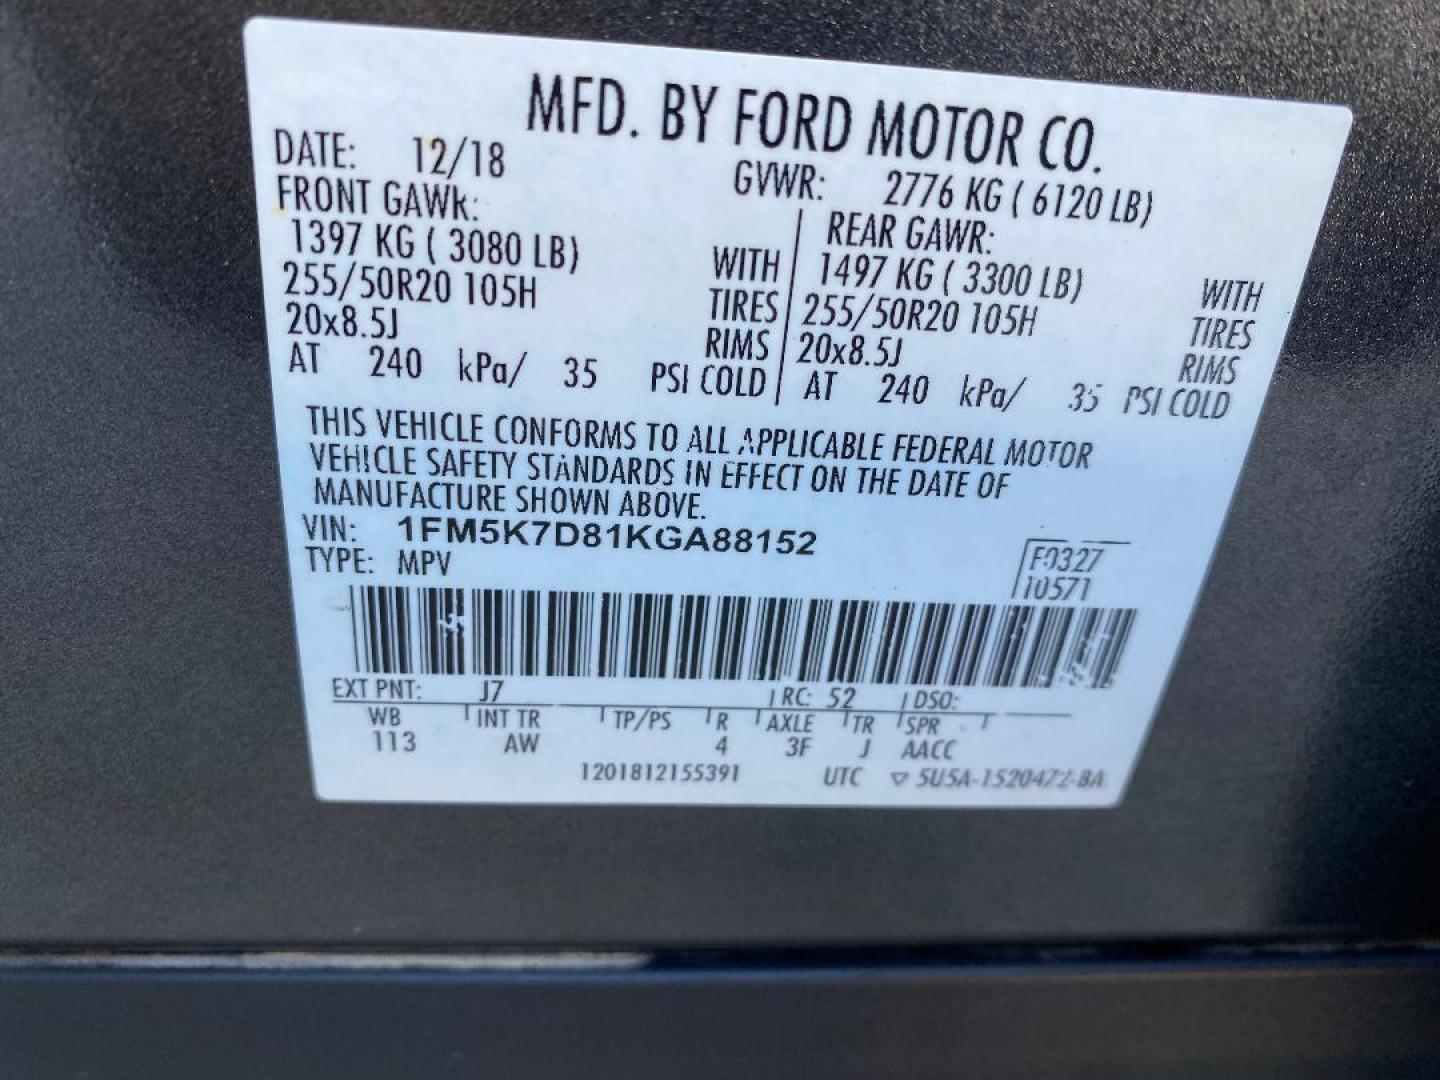 MFD. BY FORD MOTOR CO.
DATE: 12/18 GVWR: 2776 KG ( 6120 LB)
FRONT GAWR: REAR GAWR:
1397 KG ( 3080 LB) WITH 1497 KG ( 3300 LB) WITH
255/50R20 105H TIRES 255/50R20 105H TIRES
20x8.5J RIMS 20x8.5J RIMS
AT 240 kPa/ 35 PSI COLD AT 240 kPa/ 35 PSI COLD
THIS VEHICLE CONFORMS TO ALL APPLICABLE FEDERAL MOTOR
VEHICLE SAFETY STANDARDS IN EFFECT ON THE DATE OF
MANUFACTURE SHOWN ABOVE.
VIN: 1FM5K7D81KGA88152
TYPE: MPV F0327
10571
EXT PNT: J7 RC: 52 DSO:
WB INT TR TP/PS R AXLE TR SPR
113 AW 4 3F J AACC
1201812155391 UTC ▽ 5U5A-1520472-BA